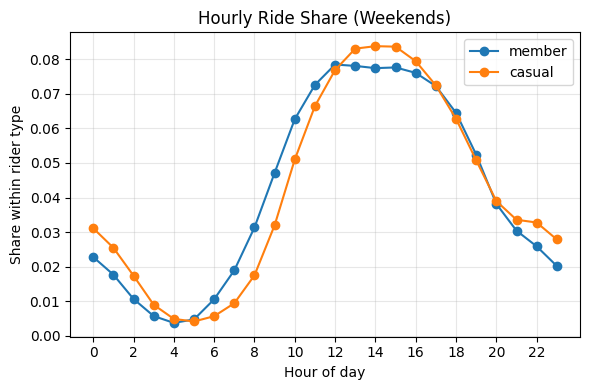 Hourly Ride Share (Weekends)
member
casual
Share within rider type
0.08
0.07
0.06
0.05
0.04
0.03
0.02
0.01
0.00
0 2 4 6 8 10 12 14 16 18 20 22
Hour of day